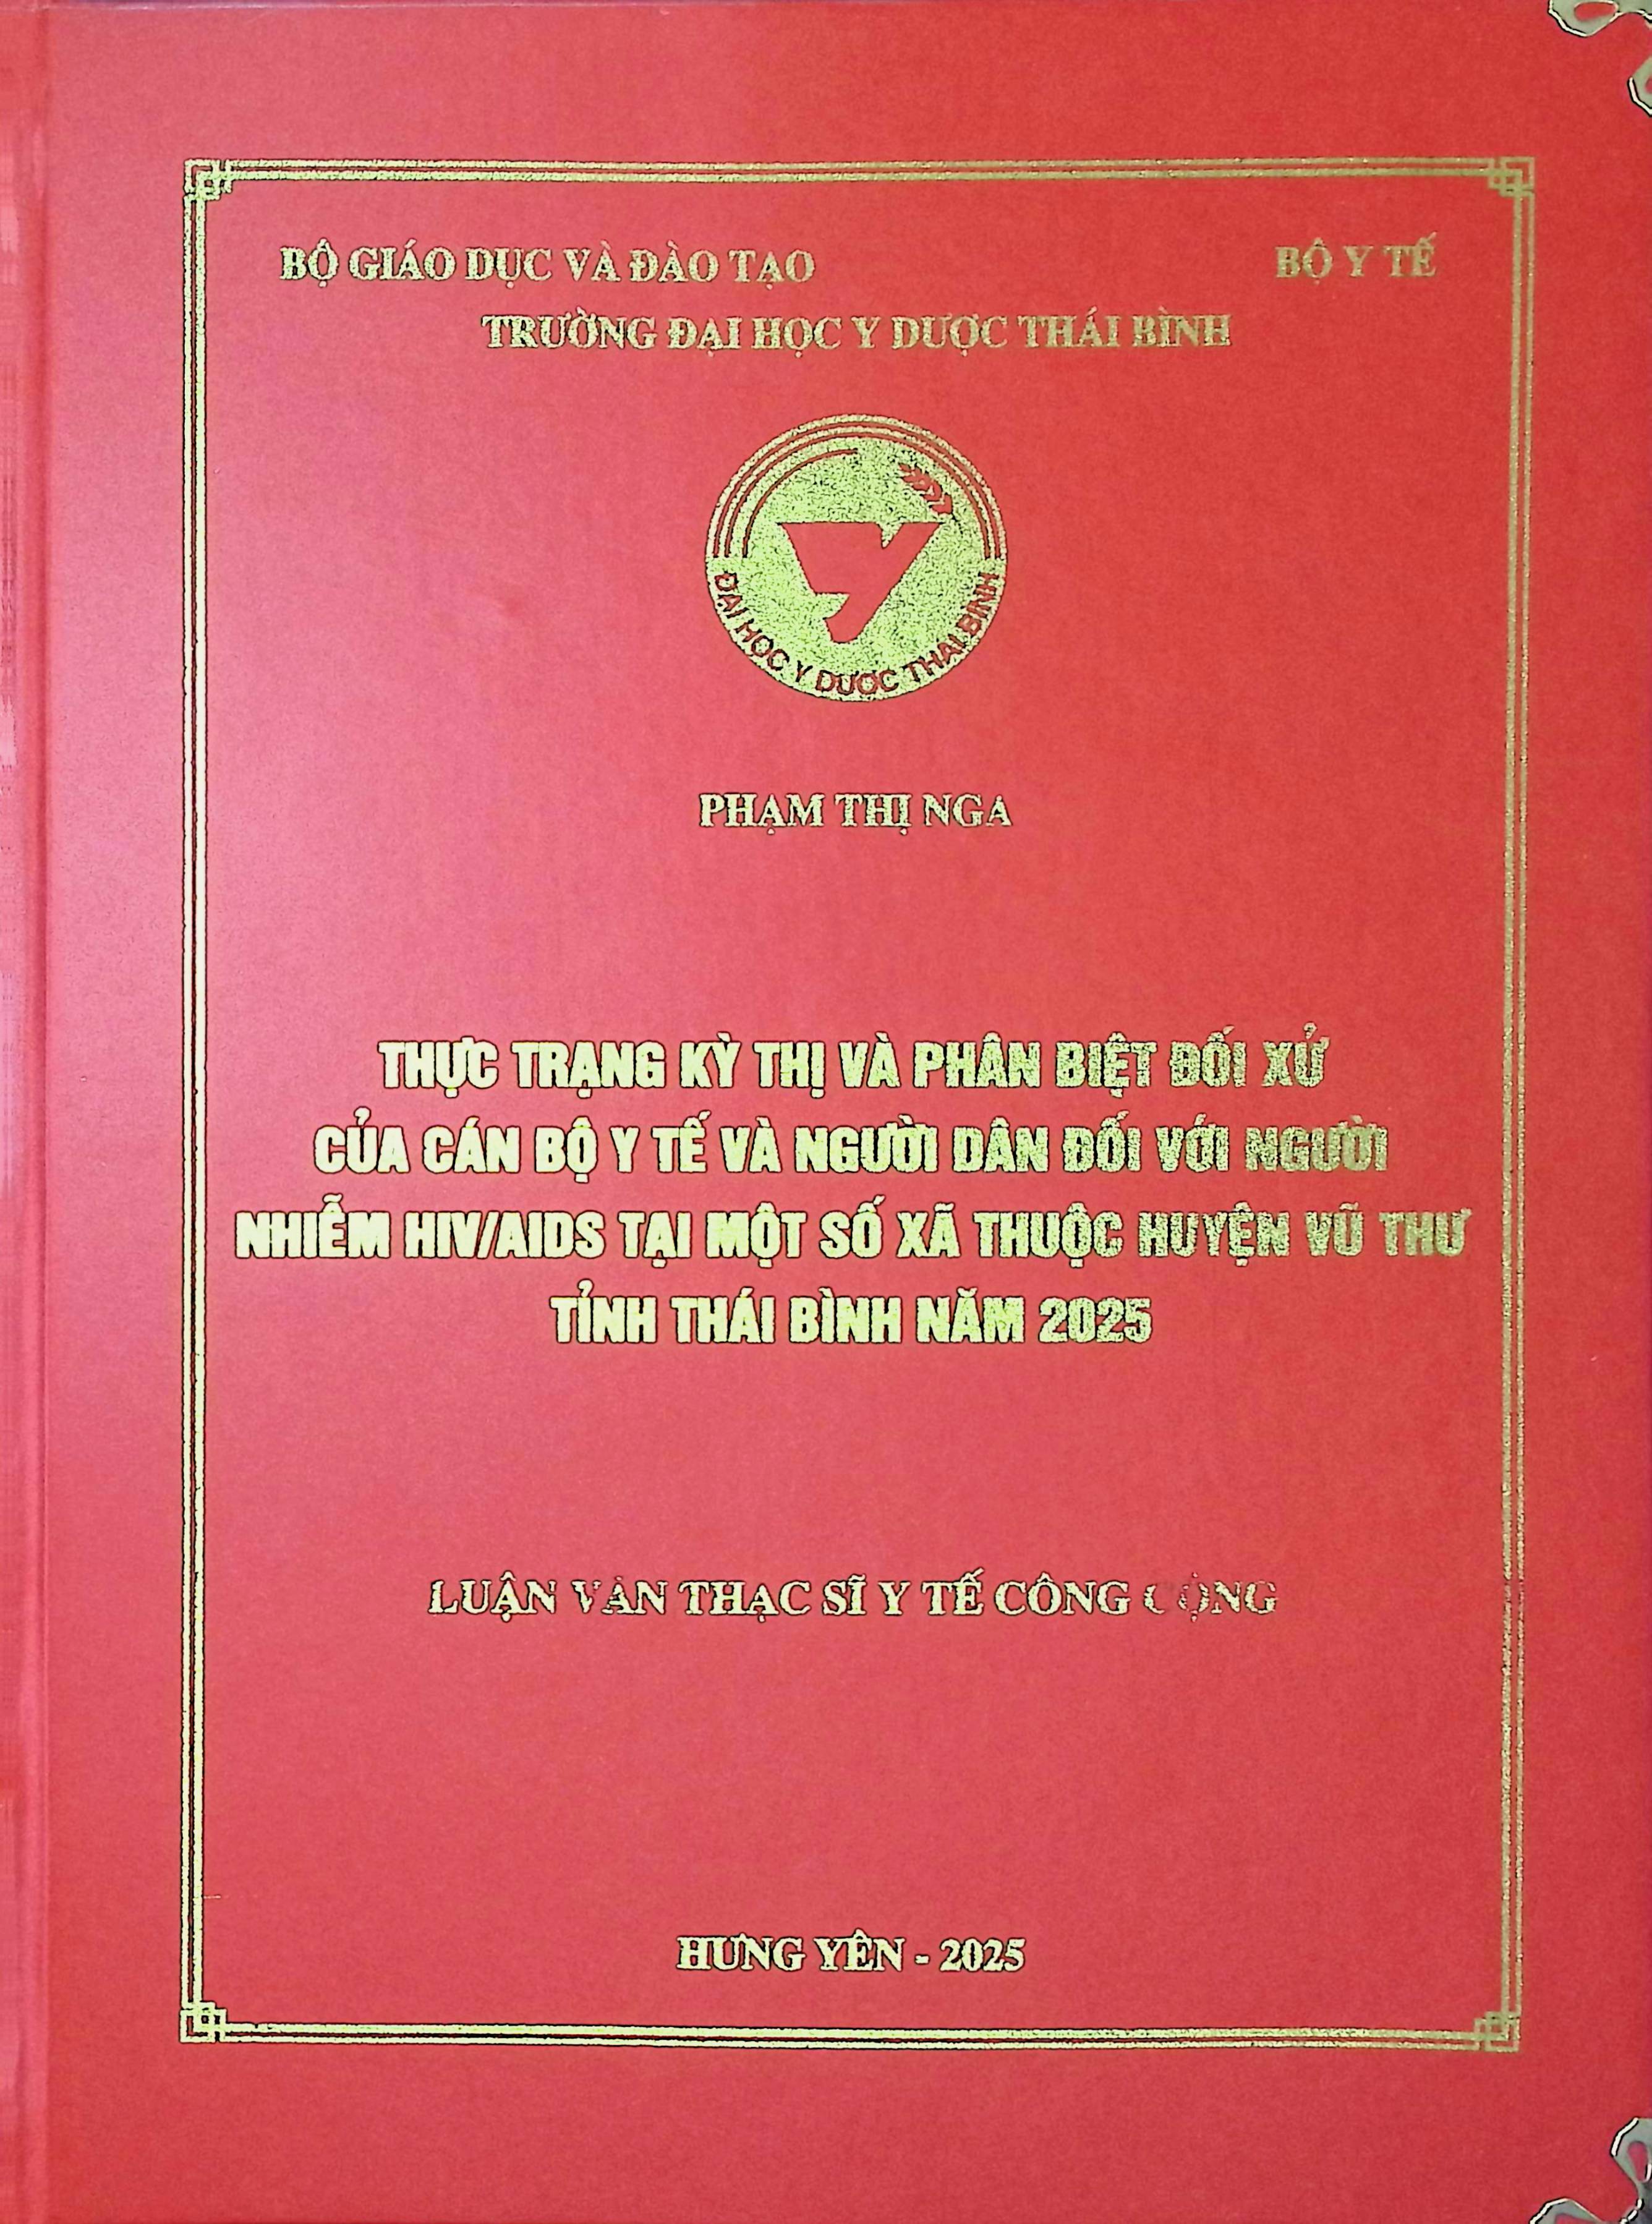 BỘ GIÁO DỤC VÀ ĐÀO TẠO BỘ Y TẾ
TRƯỜNG ĐẠI HỌC Y DƯỢC THÁI BÌNH
ĐẠI HỌC Y DƯỢC THÁI BÌNH
PHẠM THỊ NGA
THỰC TRẠNG KỲ THỊ VÀ PHÂN BIỆT ĐỐI XỬ
CỦA CÁN BỘ Y TẾ VÀ NGƯỜI DÂN ĐỐI VỚI NGƯỜI
NHIỄM HIV/AIDS TẠI MỘT SỐ XÃ THUỘC HUYỆN VŨ THƯ
TỈNH THÁI BÌNH NĂM 2025
LUẬN VĂN THẠC SĨ Y TẾ CÔNG CỘNG
HƯNG YÊN - 2025